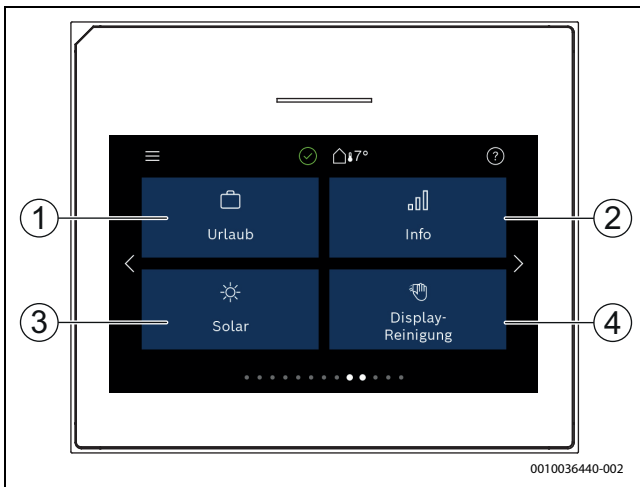 7°
?
1
Urlaub
Info
2
3
Solar
Display-
Reinigung
4
0010036440-002